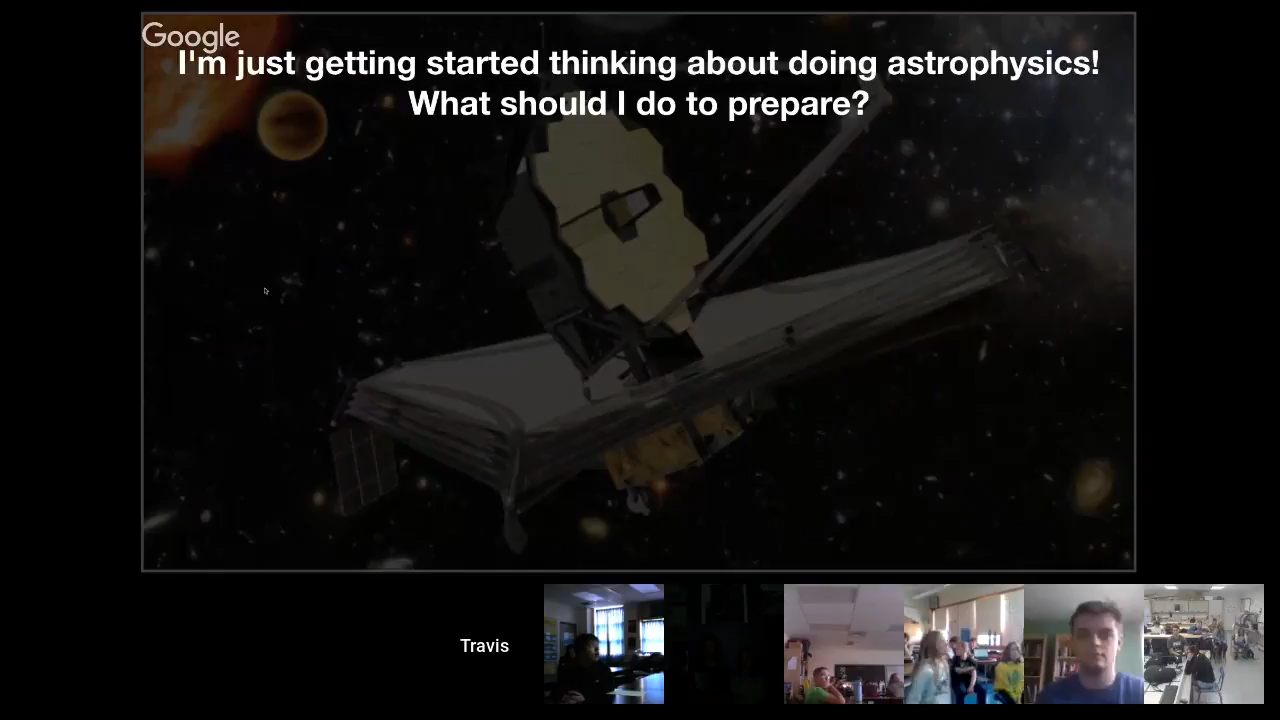 Google
I'm just getting started thinking about doing astrophysics!
What should I do to prepare?
Travis